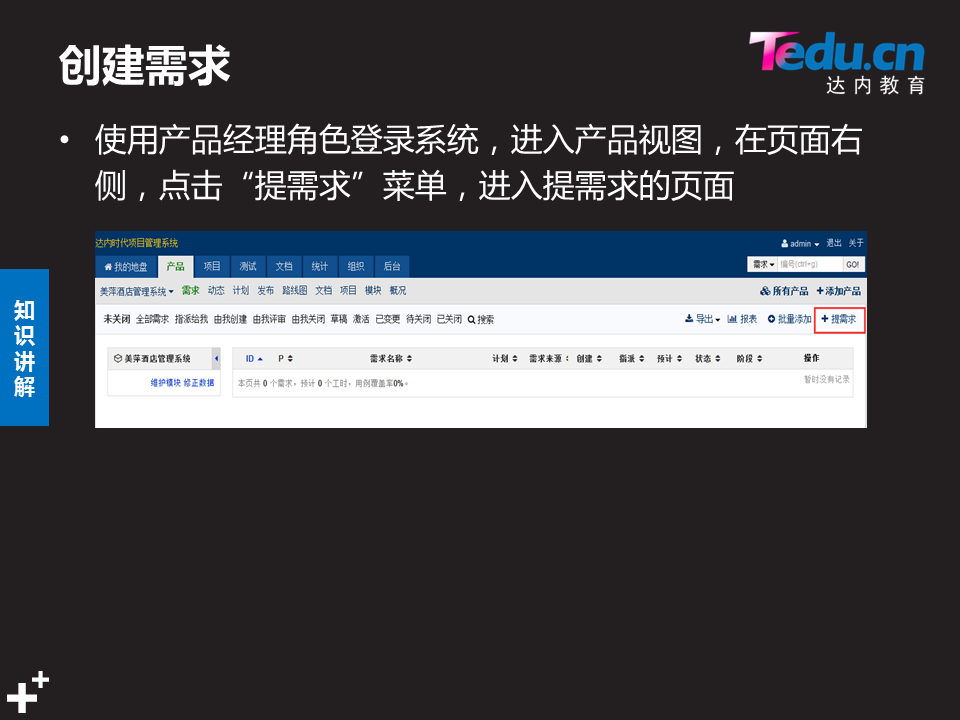 创建需求
Tedu.cn
达内教育
• 使用产品经理角色登录系统，进入产品视图，在页面右
侧，点击“提需求”菜单，进入提需求的页面
知识讲解
达内时代项目管理系统 admin 退出 关于
我的地盘 产品 项目 测试 文档 统计 组织 后台 需求 编号(ctrl+g) GO!
美萍酒店管理系统 需求 动态 计划 发布 路线图 文档 项目 模块 概况 所有产品 +添加产品
未关闭 全部需求 指派给我 由我创建 由我评审 由我关闭 草稿 激活 已变更 待关闭 已关闭 搜索 导出 报表 批量添加 +提需求
美萍酒店管理系统 ID P 需求名称 计划 需求来源 创建 指派 预计 状态 阶段 操作
维护模块 修正数据 本页共 0 个需求，预计 0 个工时，用例覆盖率0%。 暂时没有记录